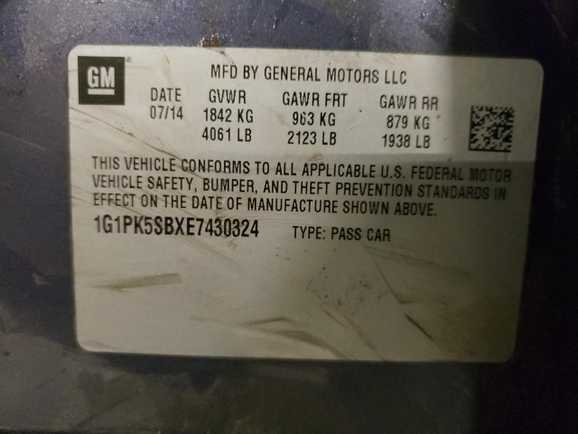 GM
MFD BY GENERAL MOTORS LLC
DATE GVWR GAWR FRT GAWR RR
07/14 1842 KG 963 KG 879 KG
4061 LB 2123 LB 1938 LB
THIS VEHICLE CONFORMS TO ALL APPLICABLE U.S. FEDERAL MOTOR
VEHICLE SAFETY, BUMPER, AND THEFT PREVENTION STANDARDS IN
EFFECT ON THE DATE OF MANUFACTURE SHOWN ABOVE.
1G1PK5SBXE7430324 TYPE: PASS CAR